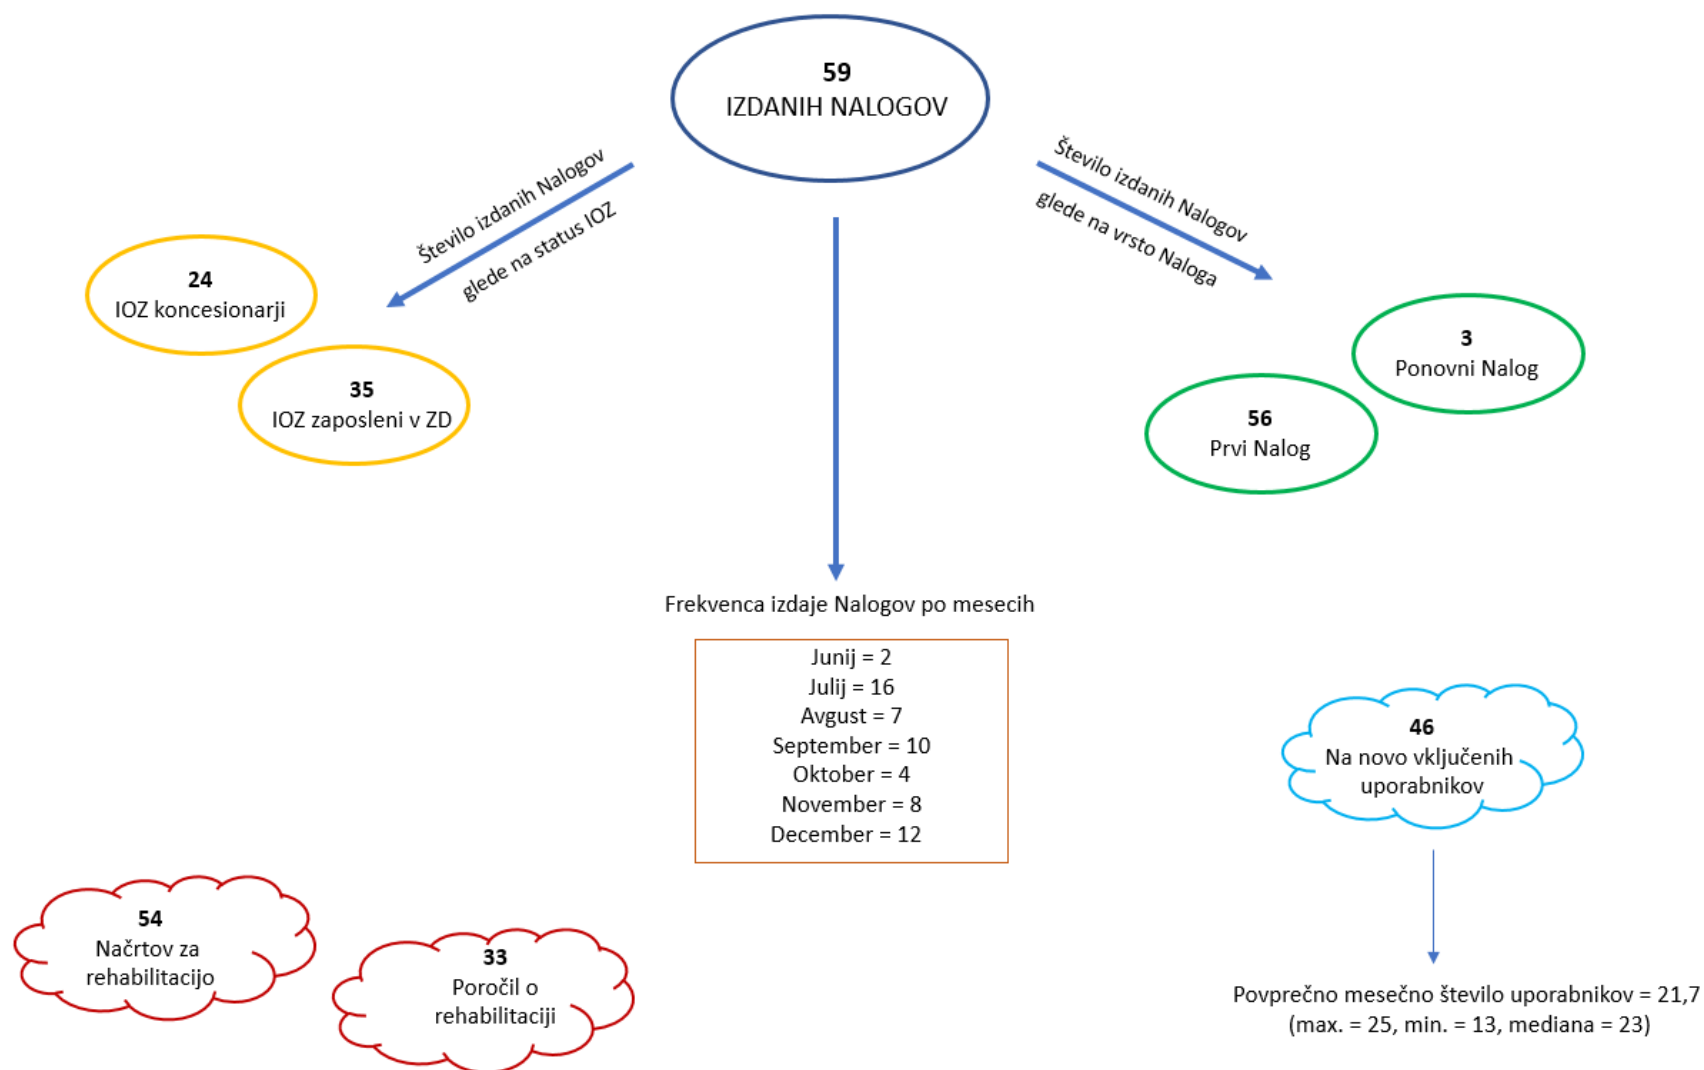 59
IZDANIH NALOGOV
Število izdanih Nalogov
glede na status IOZ
Število izdanih Nalogov
glede na vrsto Naloga
24
IOZ koncesionarji
35
IOZ zaposleni v ZD
3
Ponovni Nalog
56
Prvi Nalog
Frekvenca izdaje Nalogov po mesecih
Junij = 2
Julij = 16
Avgust = 7
September = 10
Oktober = 4
November = 8
December = 12
46
Na novo vključenih
uporabnikov
54
Načrtov za
rehabilitacijo
33
Poročil o
rehabilitaciji
Povprečno mesečno število uporabnikov = 21,7
(max. = 25, min. = 13, mediana = 23)